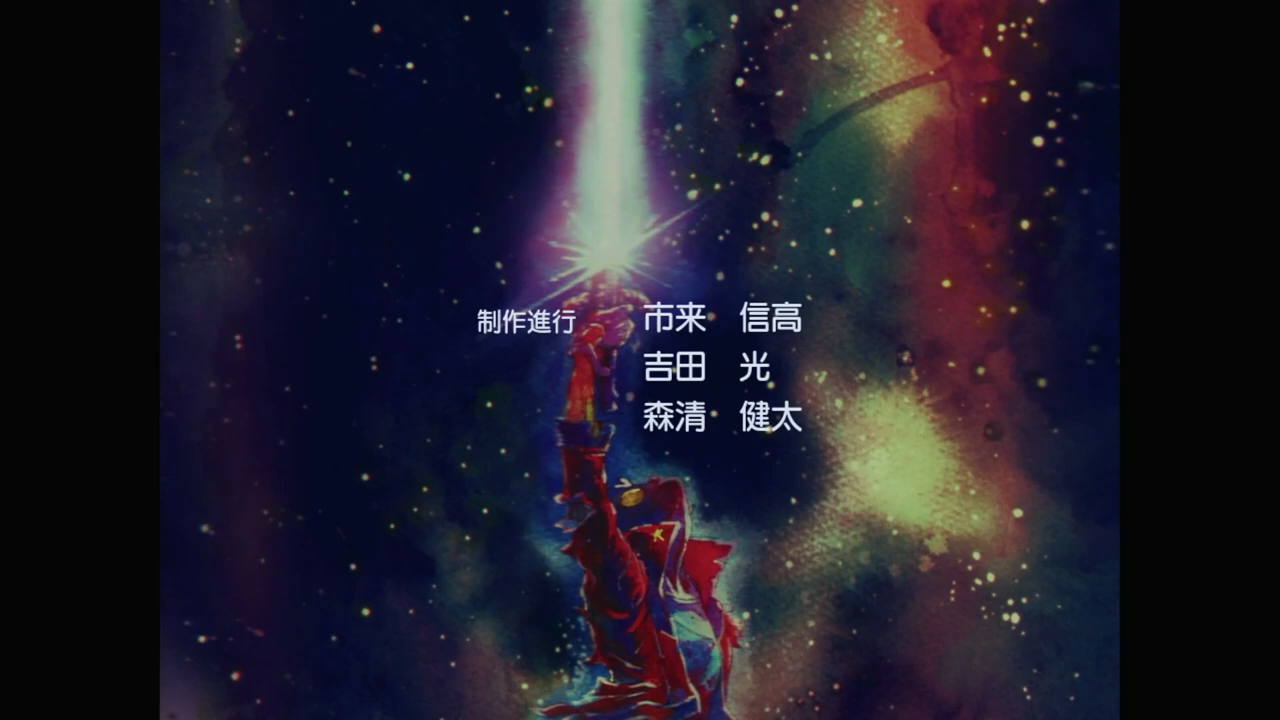 制作進行 市来 信高
吉田 光
森清 健太